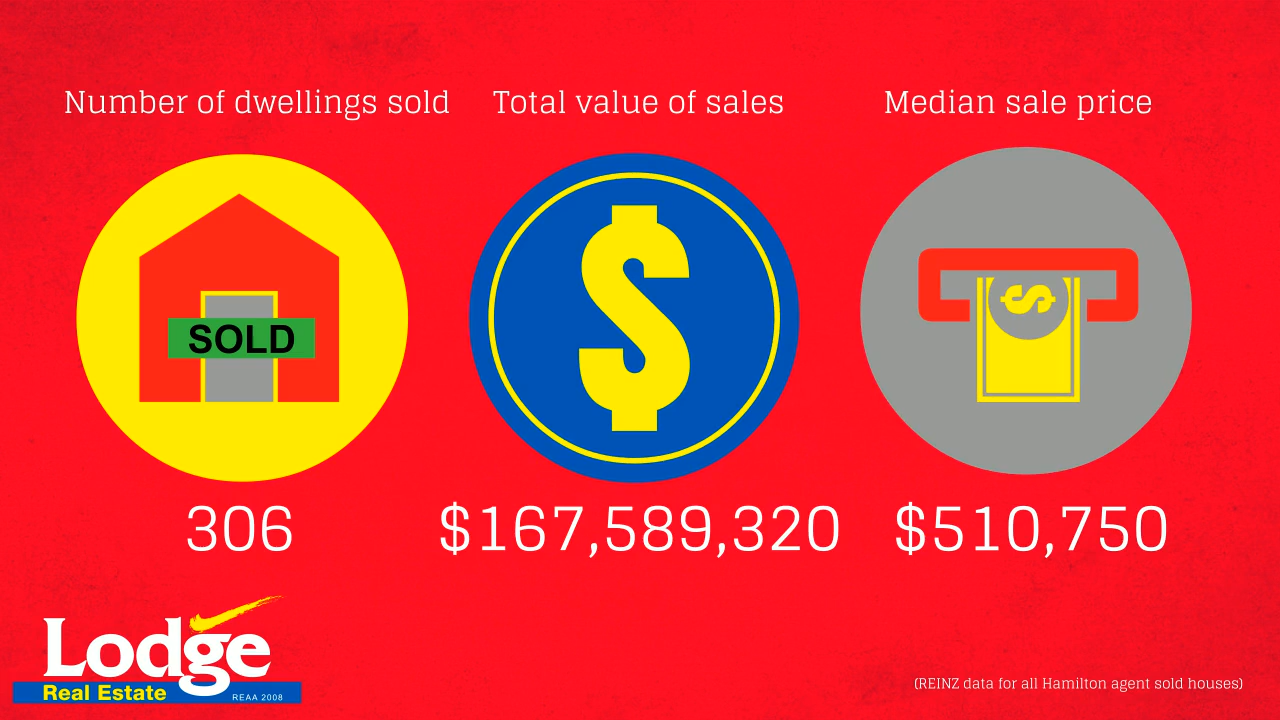 Number of dwellings sold
Total value of sales
Median sale price
SOLD
$
$
306
$167,589,320
$510,750
Lodge
Real Estate
REAA 2008
(REINZ data for all Hamilton agent sold houses)